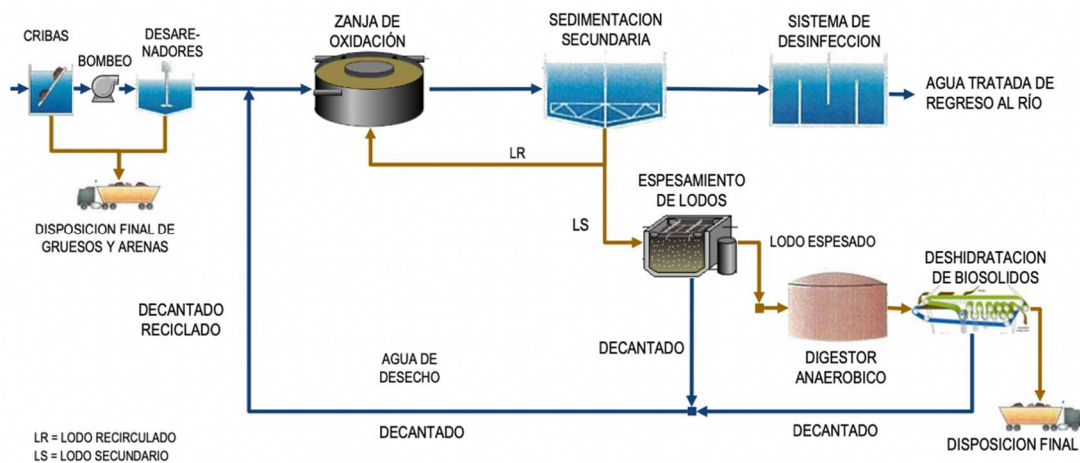 CRIBAS
BOMBEO
DESARE-
NADORES
ZANJA DE
OXIDACIÓN
SEDIMENTACION
SECUNDARIA
SISTEMA DE
DESINFECCION
AGUA TRATADA DE
REGRESO AL RÍO
DISPOSICION FINAL DE
GRUESOS Y ARENAS
LR
LS
ESPESAMIENTO
DE LODOS
LODO ESPESADO
DESHIDRATACION
DE BIOSOLIDOS
DIGESTOR
ANAEROBICO
DECANTADO
RECICLADO
AGUA DE
DESECHO
DECANTADO
DECANTADO
DECANTADO
DISPOSICION FINAL
LR = LODO RECIRCULADO
LS = LODO SECUNDARIO